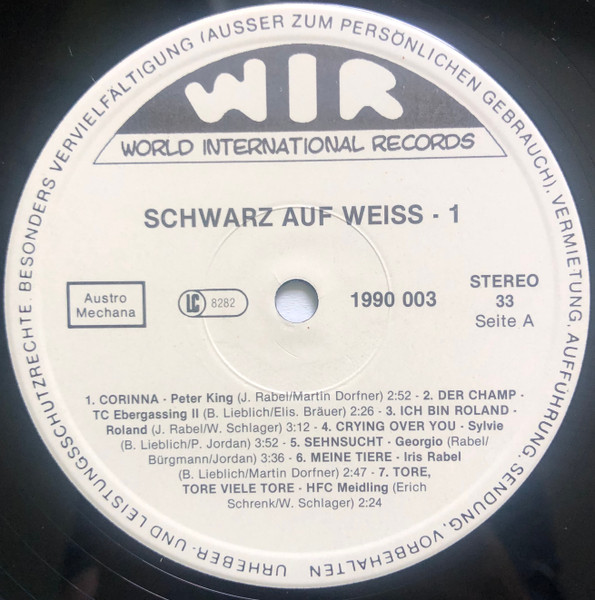 WIR
WORLD INTERNATIONAL RECORDS
SCHWARZ AUF WEISS - 1
Austro
Mechana
LC 8282
1990 003
STEREO
33
Seite A
1. CORINNA - Peter King (J. Rabel/Martin Dorfner) 2:52 - 2. DER CHAMP -
TC Ebergassing II (B. Lieblich/Elis. Bräuer) 2:26 - 3. ICH BIN ROLAND -
Roland (J. Rabel/W. Schlager) 3:12 - 4. CRYING OVER YOU - Sylvie
(B. Lieblich/P. Jordan) 3:52 - 5. SEHNSUCHT - Georgio (Rabel/
Bürgmann/Jordan) 3:36 - 6. MEINE TIERE - Iris Rabel
(B. Lieblich/Martin Dorfner) 2:47 - 7. TORE,
TORE VIELE TORE - HFC Meidling (Erich
Schrenk/W. Schlager) 2:24
URHEBER- UND LEISTUNGSSCHUTZRECHTE, BESONDERS VERVIELFÄLTIGUNG (AUSSER ZUM PERSÖNLICHEN GEBRAUCH), VERMIETUNG, AUFFÜHRUNG, SENDUNG, VORBEHALTEN